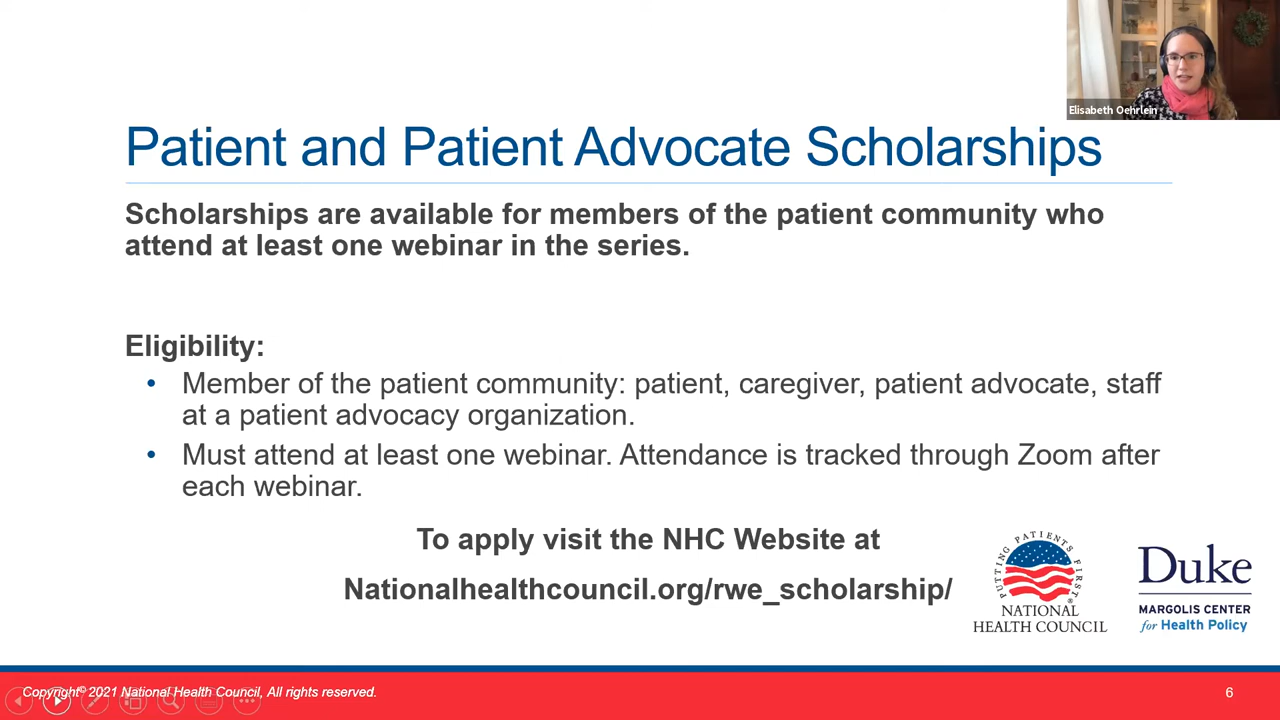 Elisabeth Oehrlein
Patient and Patient Advocate Scholarships
Scholarships are available for members of the patient community who
attend at least one webinar in the series.
Eligibility:
• Member of the patient community: patient, caregiver, patient advocate, staff
at a patient advocacy organization.
• Must attend at least one webinar. Attendance is tracked through Zoom after
each webinar.
To apply visit the NHC Website at
Nationalhealthcouncil.org/rwe_scholarship/
PUTTING PATIENTS FIRST®
NATIONAL
HEALTH COUNCIL
Duke
MARGOLIS CENTER
for Health Policy
Copyright© 2021 National Health Council, All rights reserved.
6